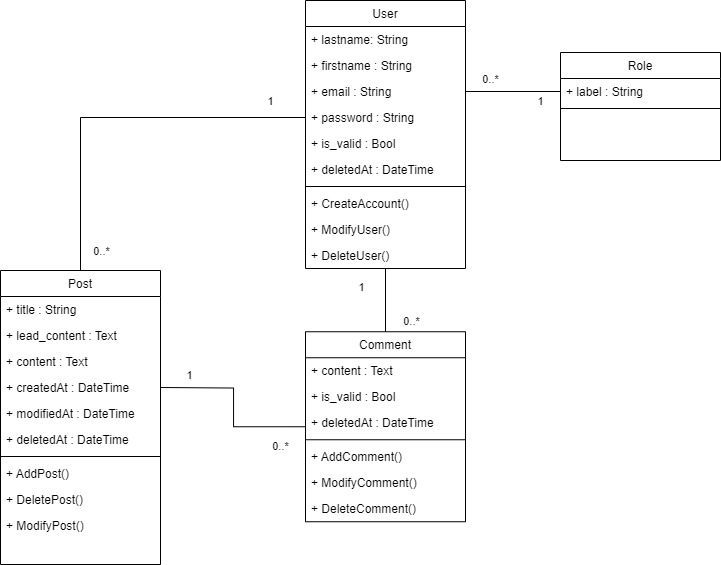 User
+ lastname: String
+ firstname : String
+ email : String
+ password : String
+ is_valid : Bool
+ deletedAt : DateTime
+ CreateAccount()
+ ModifyUser()
+ DeleteUser()
0..*
1
Role
+ label : String
1
0..*
1
0..*
Post
+ title : String
+ lead_content : Text
+ content : Text
+ createdAt : DateTime
+ modifiedAt : DateTime
+ deletedAt : DateTime
+ AddPost()
+ DeletePost()
+ ModifyPost()
1
0..*
Comment
+ content : Text
+ is_valid : Bool
+ deletedAt : DateTime
+ AddComment()
+ ModifyComment()
+ DeleteComment()